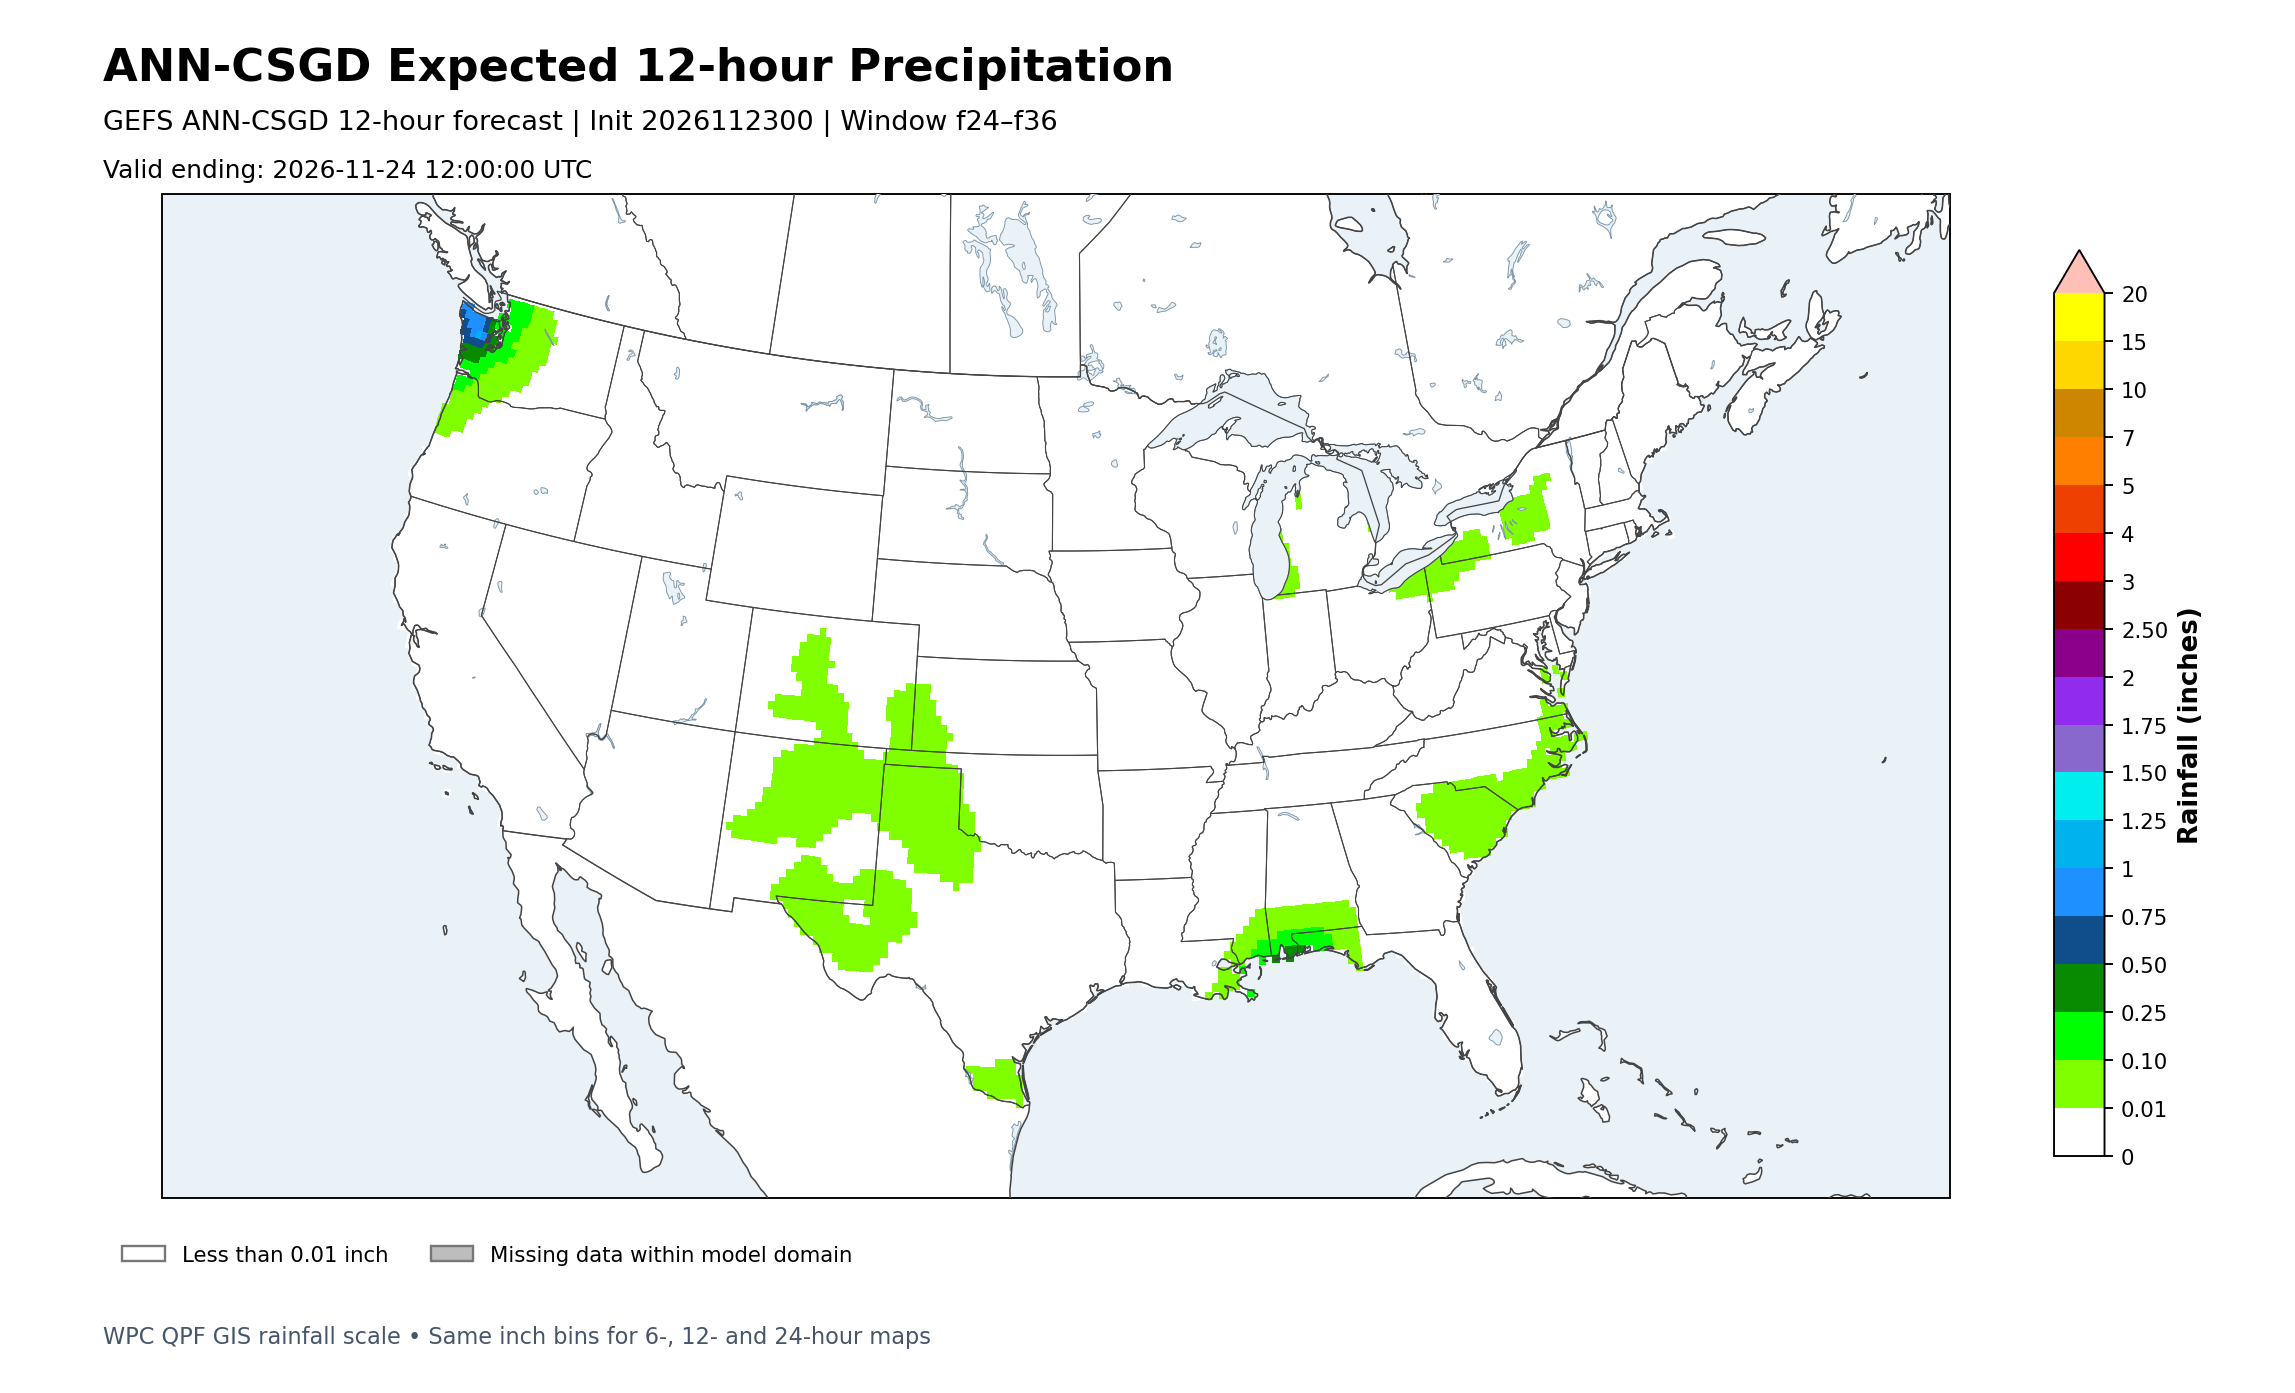 ANN-CSGD Expected 12-hour Precipitation
GEFS ANN-CSGD 12-hour forecast | Init 2026112300 | Window f24–f36
Valid ending: 2026-11-24 12:00:00 UTC
20
15
10
7
5
4
3
2.50
2
1.75
1.50
1.25
1
0.75
0.50
0.25
0.10
0.01
0
Rainfall (inches)
Less than 0.01 inch
Missing data within model domain
WPC QPF GIS rainfall scale • Same inch bins for 6-, 12- and 24-hour maps